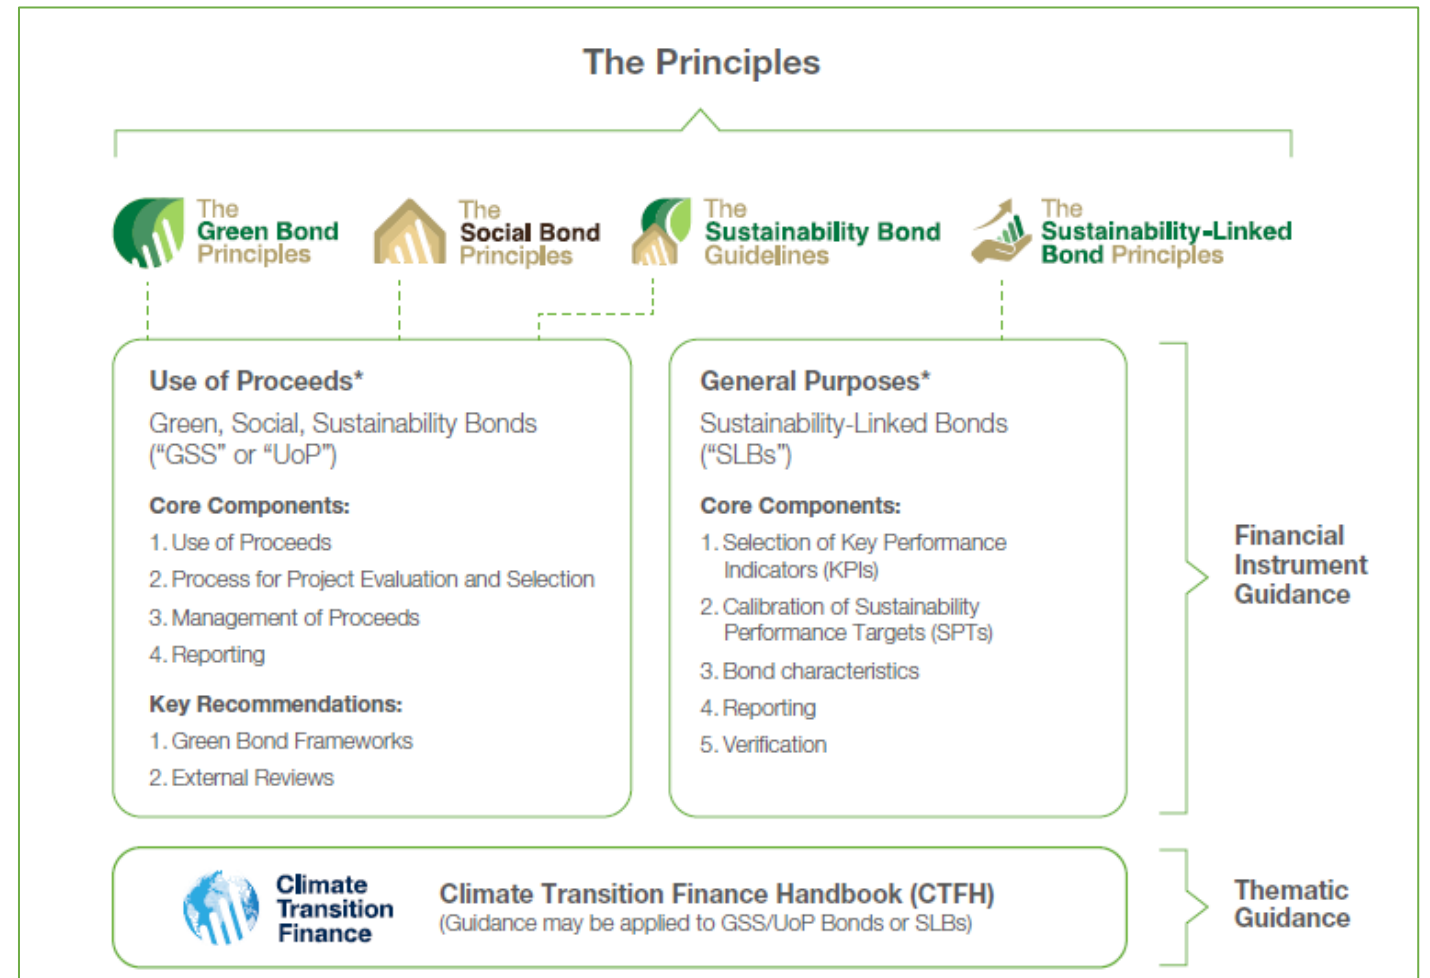 The Principles
The
Green Bond
Principles
The
Social Bond
Principles
The
Sustainability Bond
Guidelines
The
Sustainability-Linked
Bond Principles
Use of Proceeds*
Green, Social, Sustainability Bonds
(“GSS” or “UoP”)
Core Components:
1. Use of Proceeds
2. Process for Project Evaluation and Selection
3. Management of Proceeds
4. Reporting
Key Recommendations:
1. Green Bond Frameworks
2. External Reviews
General Purposes*
Sustainability-Linked Bonds
(“SLBs”)
Core Components:
1. Selection of Key Performance
Indicators (KPIs)
2. Calibration of Sustainability
Performance Targets (SPTs)
3. Bond characteristics
4. Reporting
5. Verification
Financial
Instrument
Guidance
Climate
Transition
Finance
Climate Transition Finance Handbook (CTFH)
(Guidance may be applied to GSS/UoP Bonds or SLBs)
Thematic
Guidance